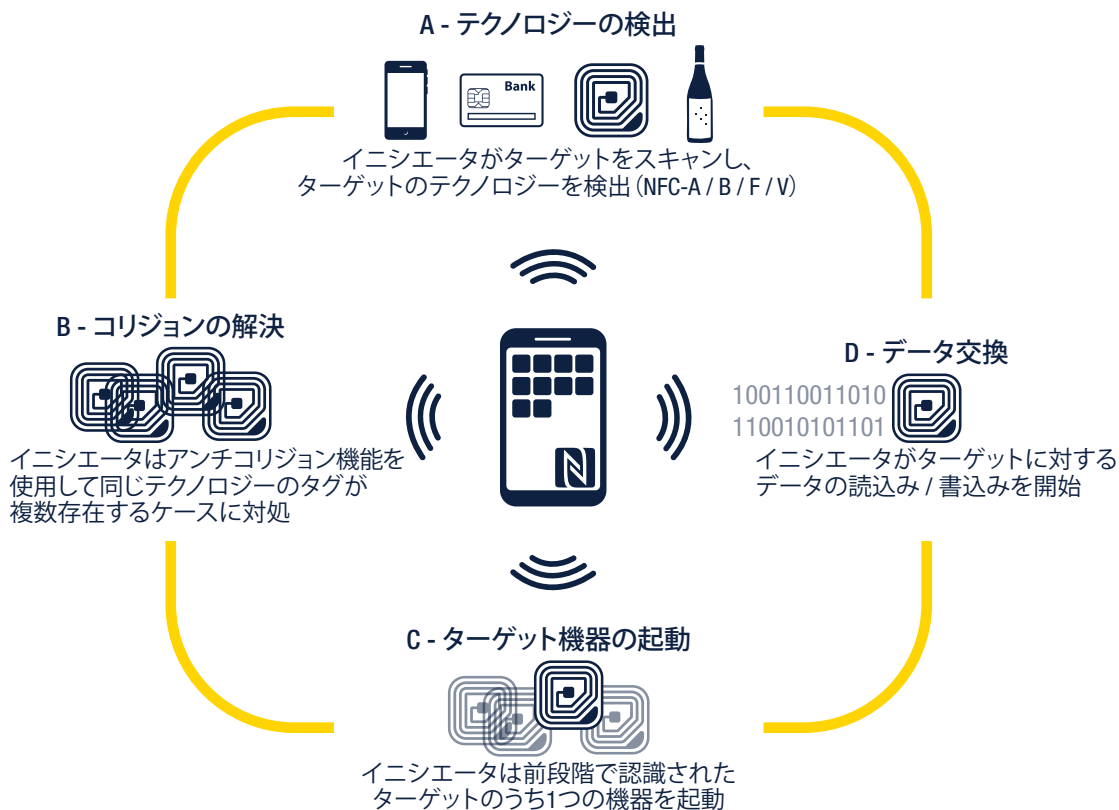 A - テクノロジーの検出
Bank
イニシエータがターゲットをスキャンし、
ターゲットのテクノロジーを検出（NFC-A / B / F / V）
B - コリジョンの解決
イニシエータはアンチコリジョン機能を
使用して同じテクノロジーのタグが
複数存在するケースに対処
D - データ交換
100110011010
110010101101
イニシエータがターゲットに対する
データの読込み / 書込みを開始
C - ターゲット機器の起動
イニシエータは前段階で認識された
ターゲットのうち1つの機器を起動